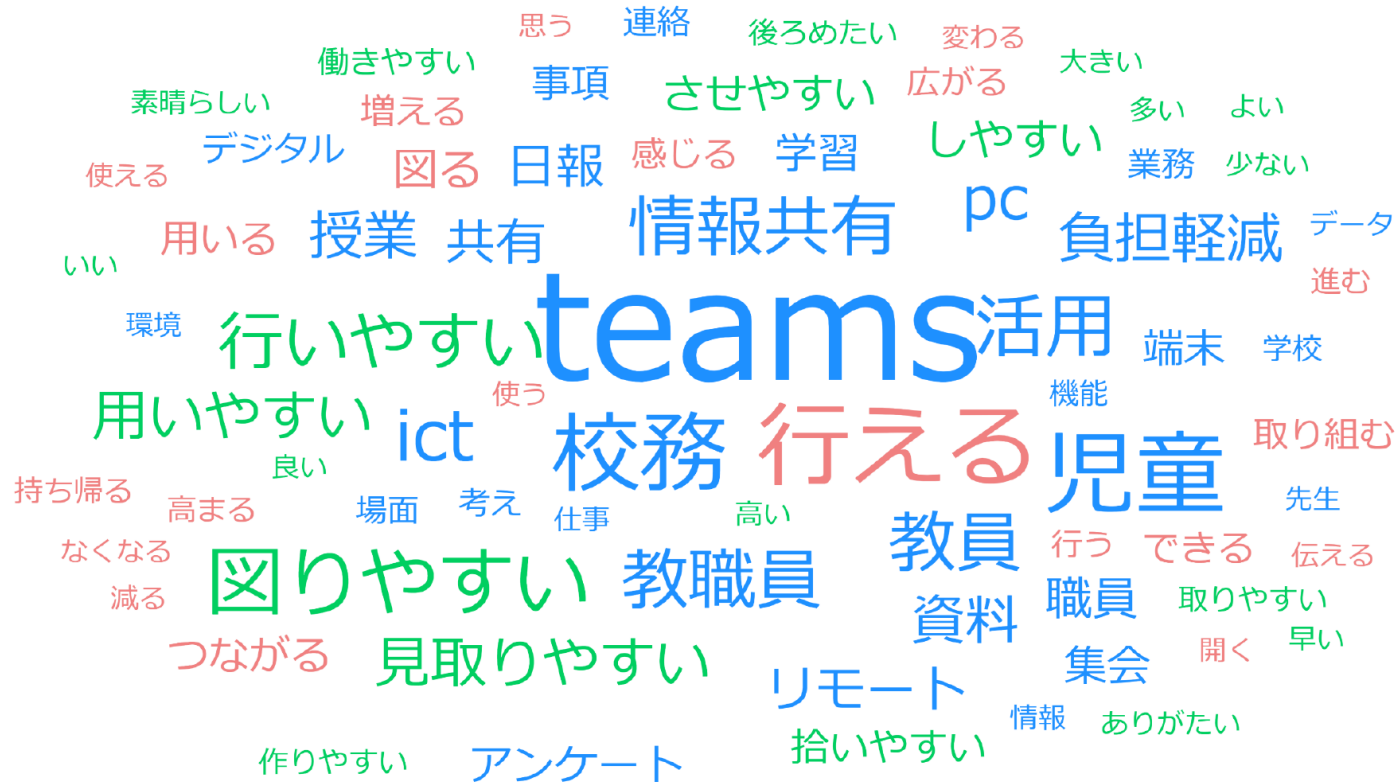 思う 連絡 後ろめたい 変わる
働きやすい 事項 させやすい 広がる 大きい
素晴らしい 増える 多い よい
デジタル 図る 日報 感じる 学習 しやすい 業務 少ない
使える
用いる 授業 共有 情報共有 pc 負担軽減 データ
いい 進む
環境 行いやすい teams 活用 端末 学校
用いやすい ict 使う 校務 行える 児童 機能 取り組む
良い
持ち帰る 高まる 場面 考え 仕事 高い 先生
なくなる 教員 行う できる 伝える
減る 図りやすい 教職員 資料 職員 取りやすい
つながる 見取りやすい 集会 開く 早い
リモート 情報 ありがたい
作りやすい アンケート 拾いやすい